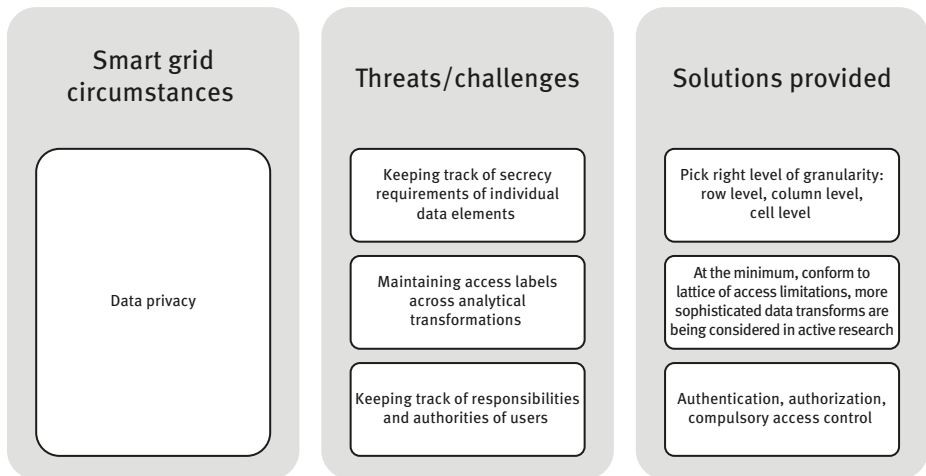 Smart grid
circumstances
Data privacy
Threats/challenges
Keeping track of secrecy
requirements of individual
data elements
Maintaining access labels
across analytical
transformations
Keeping track of responsibilities
and authorities of users
Solutions provided
Pick right level of granularity:
row level, column level,
cell level
At the minimum, conform to
lattice of access limitations, more
sophisticated data transforms are
being considered in active research
Authentication, authorization,
compulsory access control